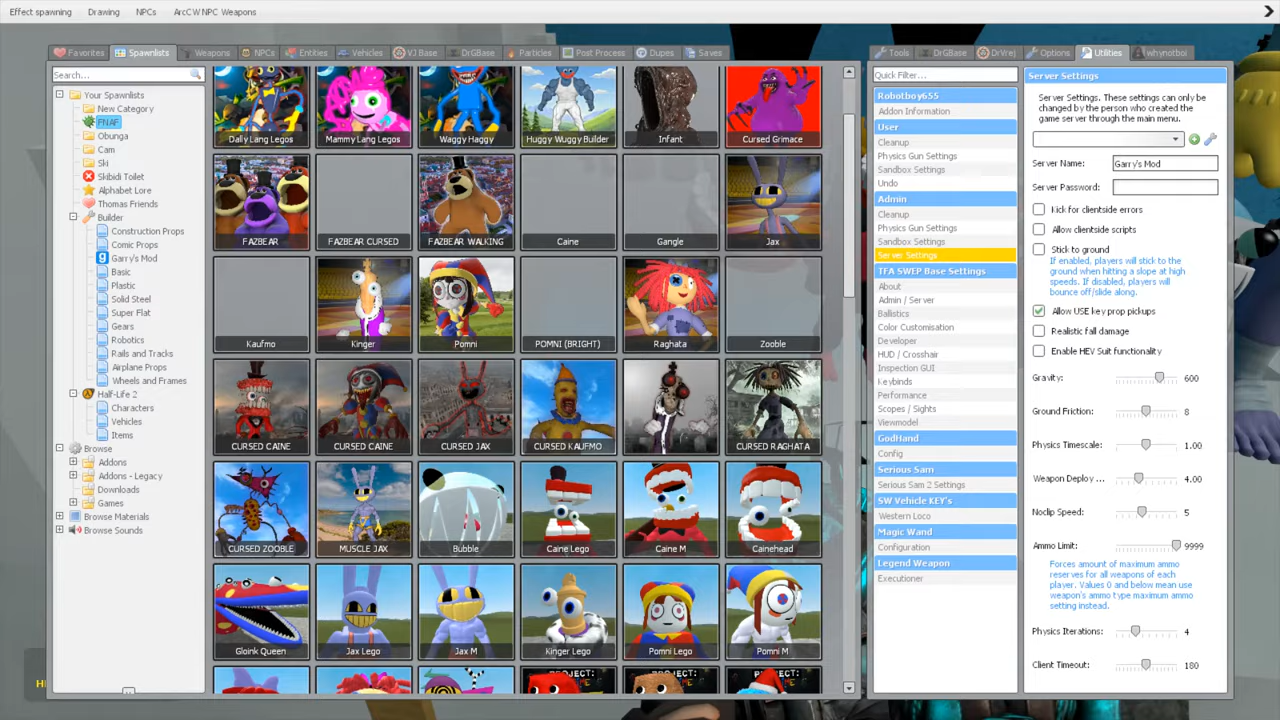 Effect spawning Drawing NPCs ArcCW NPC Weapons
Favorites Spawnlists Weapons NPCs Entities Vehicles VJ Base DrGBase Particles Post Process Dupes Saves
Search...
Your Spawnlists
New Category
FNAF
Obunga
Cam
Ski
Skibidi Toilet
Alphabet Lore
Thomas Friends
Builder
Construction Props
Comic Props
Garry's Mod
Basic
Plastic
Solid Steel
Super Flat
Gears
Robotics
Rails and Tracks
Airplane Props
Wheels and Frames
Half-Life 2
Characters
Vehicles
Items
Browse
Addons
Addons - Legacy
Downloads
Games
Browse Materials
Browse Sounds
Dally Lang Legos Mammy Lang Legos Waggy Haggy Huggy Wuggy Builder Infant Cursed Grimace
FAZBEAR FAZBEAR CURSED FAZBEAR WALKING Caine Gangle Jax
Kaufmo Kinger Pomni POMNI (BRIGHT) Raghata Zooble
CURSED CAINE CURSED CAINE CURSED JAX CURSED KAUFMO CURSED RAGHATA
CURSED ZOOBLE MUSCLE JAX Bubble Caine Lego Caine M Cainehead
Gloink Queen Jax Lego Jax M Kinger Lego Pomni Lego Pomni M
Tools DrGBase DrVrej Options Utilities whynotboi
Quick Filter...
Robotboy655
Addon Information
User
Cleanup
Physics Gun Settings
Sandbox Settings
Undo
Admin
Cleanup
Physics Gun Settings
Sandbox Settings
Server Settings
TFA SWEP Base Settings
About
Admin / Server
Ballistics
Color Customisation
Developer
HUD / Crosshair
Inspection GUI
Keybinds
Performance
Scopes / Sights
Viewmodel
GodHand
Config
Serious Sam
Serious Sam 2 Settings
SW Vehicle KEY's
Western Loco
Magic Wand
Configuration
Legend Weapon
Executioner
Server Settings
Server Settings. These settings can only be
changed by the person who created the
game server through the main menu.
Server Name: Garry's Mod
Server Password:
Kick for clientside errors
Allow clientside scripts
Stick to ground
If enabled, players will stick to the
ground when hitting a slope at high
speeds. If disabled, players will
bounce off/slide along.
Allow USE key prop pickups
Realistic fall damage
Enable HEV Suit functionality
Gravity: 600
Ground Friction: 8
Physics Timescale: 1.00
Weapon Deploy ... 4.00
Noclip Speed: 5
Ammo Limit: 9999
Forces amount of maximum ammo
reserves for all weapons of each
player. Values 0 and below mean use
weapon's ammo type maximum ammo
setting instead.
Physics Iterations: 4
Client Timeout: 180